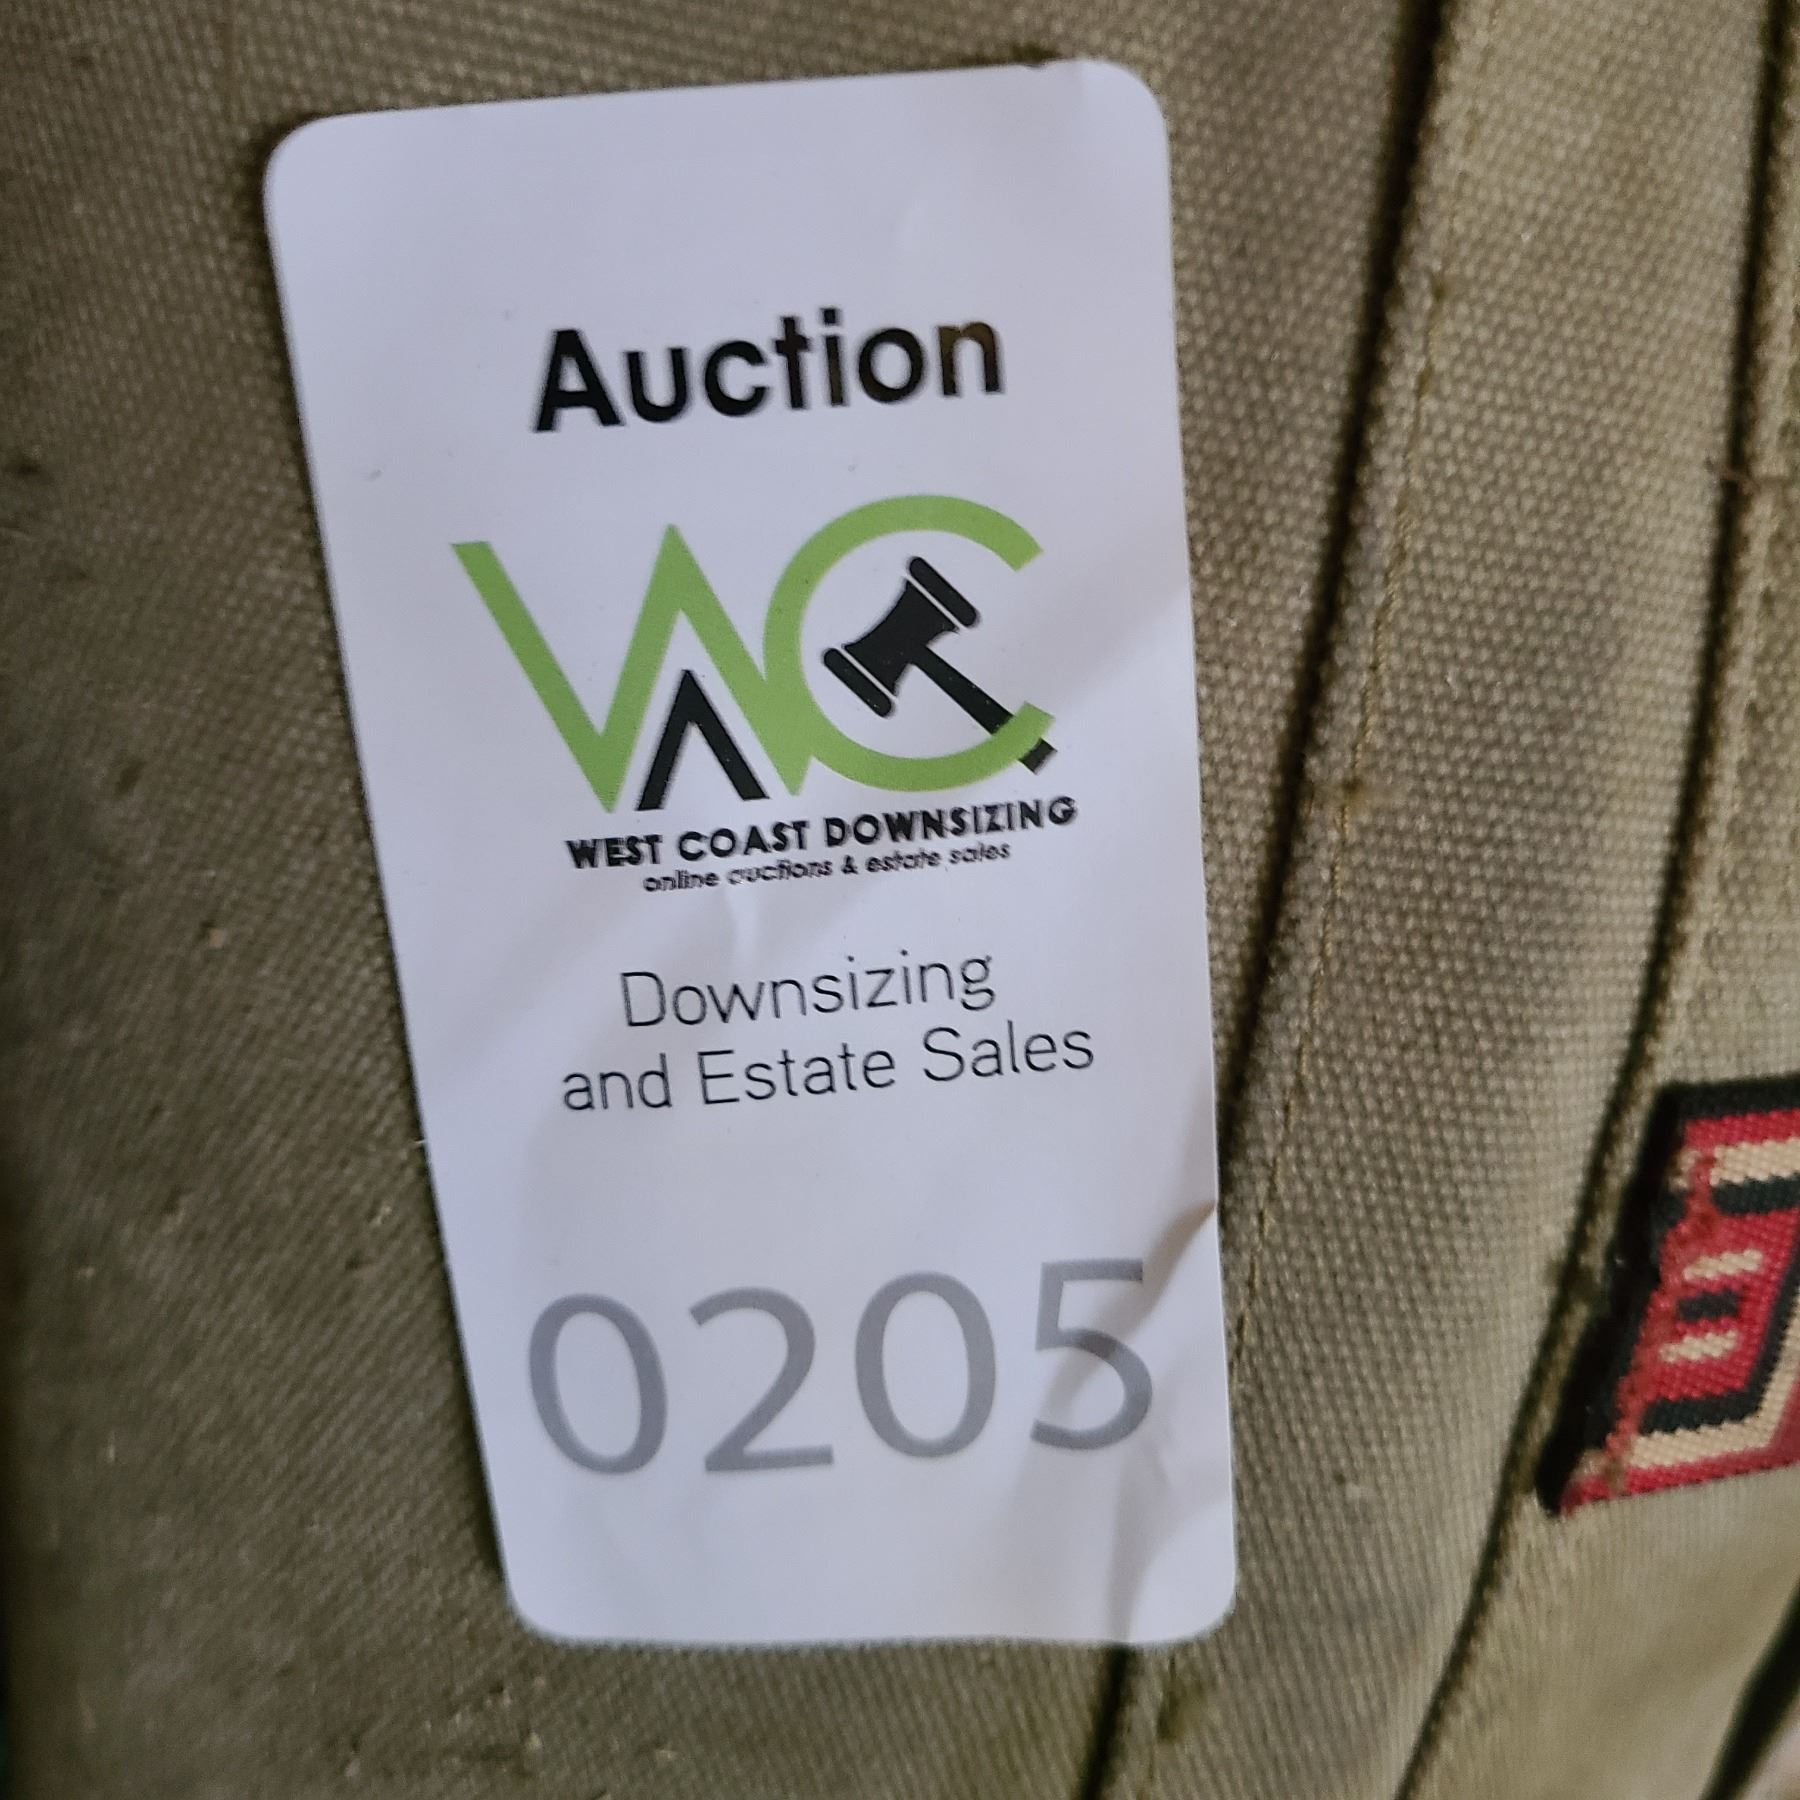 Auction
WC
WEST COAST DOWNSIZING
online auctions & estate sales
Downsizing
and Estate Sales
0205